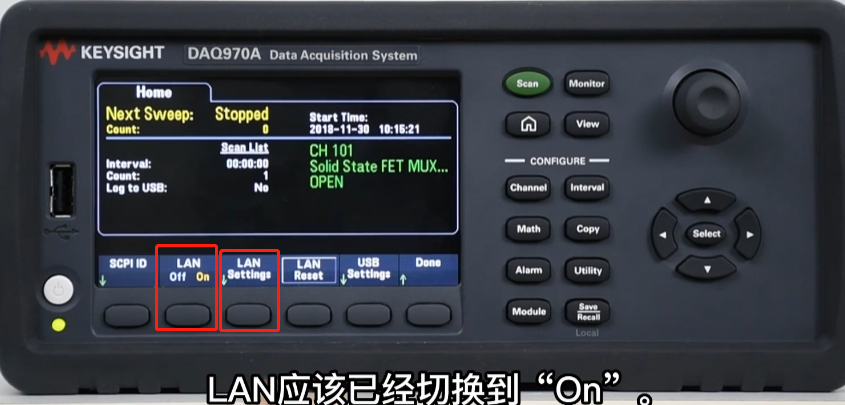 KEYSIGHT DAQ970A Data Acquisition System
Home
Next Sweep: Stopped
Count: 0
Start Time:
2018-11-30 10:15:21
Scan List
Interval: 00:00:00
Count: 1
Log to USB: No
CH 101
Solid State FET MUX...
OPEN
SCPI ID
LAN
Off On
LAN
Settings
LAN
Reset
USB
Settings
Done
Scan
Monitor
View
CONFIGURE
Channel
Interval
Math
Copy
Alarm
Utility
Module
Save
Recall
Local
Select
LAN应该已经切换到“On”。